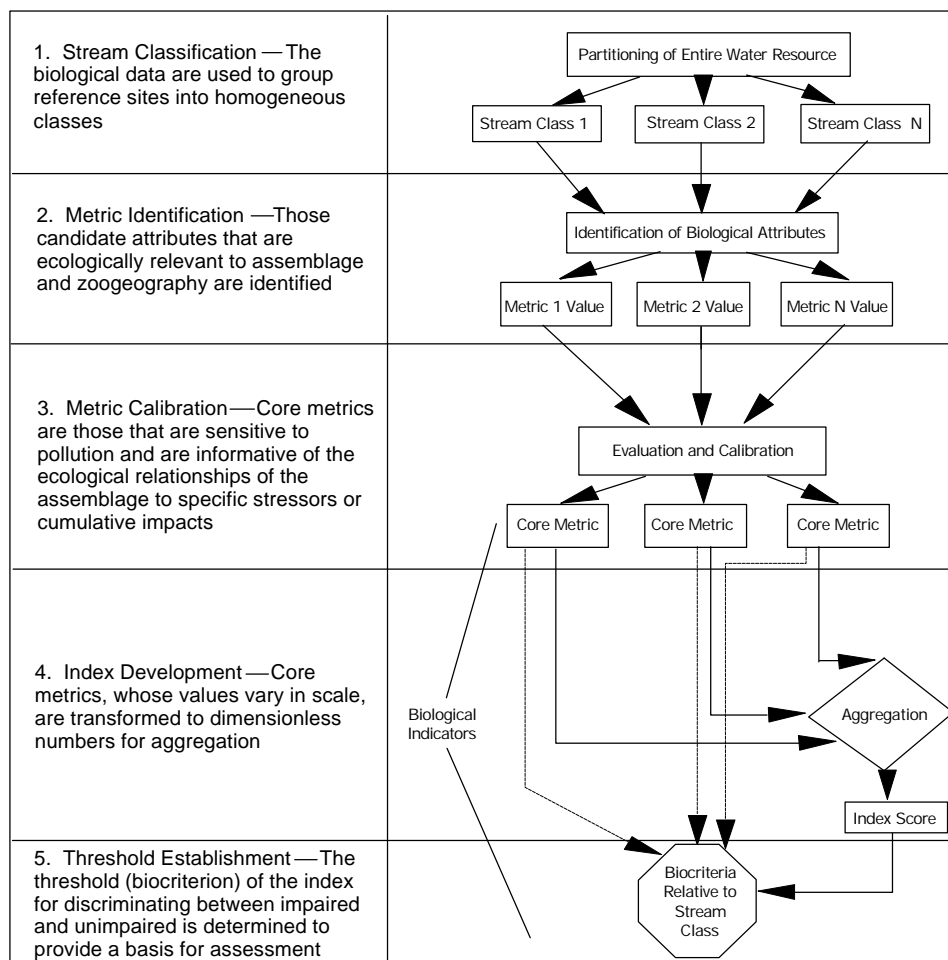 1. Stream Classification — The
biological data are used to group
reference sites into homogeneous
classes
Partitioning of Entire Water Resource
Stream Class 1
Stream Class 2
Stream Class N
2. Metric Identification — Those
candidate attributes that are
ecologically relevant to assemblage
and zoogeography are identified
Identification of Biological Attributes
Metric 1 Value
Metric 2 Value
Metric N Value
3. Metric Calibration — Core metrics
are those that are sensitive to
pollution and are informative of the
ecological relationships of the
assemblage to specific stressors or
cumulative impacts
Evaluation and Calibration
Core Metric
Core Metric
Core Metric
4. Index Development — Core
metrics, whose values vary in scale,
are transformed to dimensionless
numbers for aggregation
Biological
Indicators
Aggregation
Index Score
5. Threshold Establishment — The
threshold (biocriterion) of the index
for discriminating between impaired
and unimpaired is determined to
provide a basis for assessment
Biocriteria
Relative to
Stream
Class